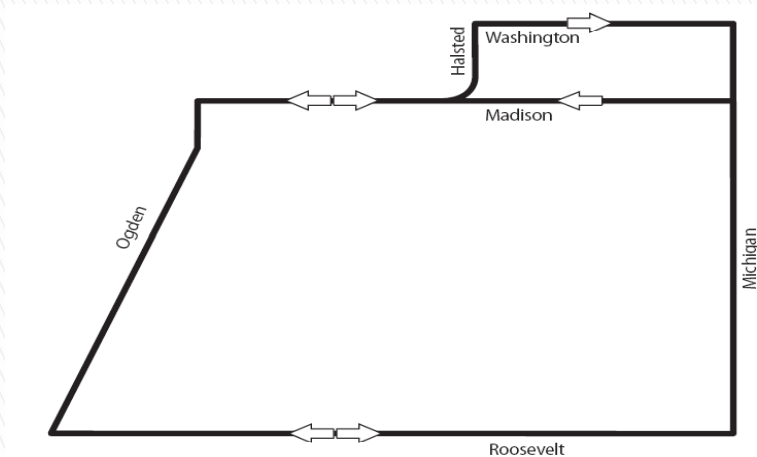 Halsted
Washington
Madison
Ogden
Michigan
Roosevelt